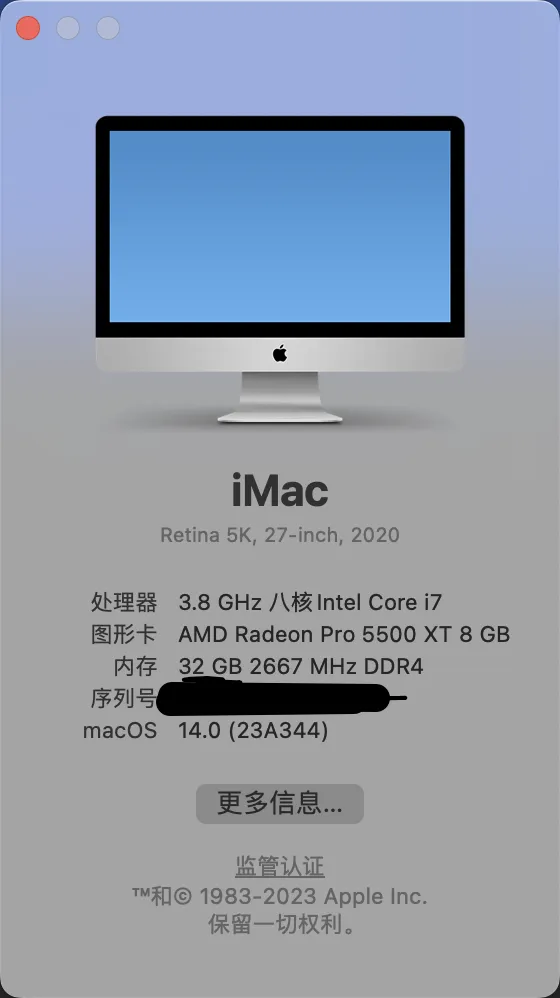 iMac
Retina 5K, 27-inch, 2020
处理器 3.8 GHz 八核Intel Core i7
图形卡 AMD Radeon Pro 5500 XT 8 GB
内存 32 GB 2667 MHz DDR4
序列号
macOS 14.0 (23A344)
更多信息...
监管认证
™和© 1983-2023 Apple Inc.
保留一切权利。